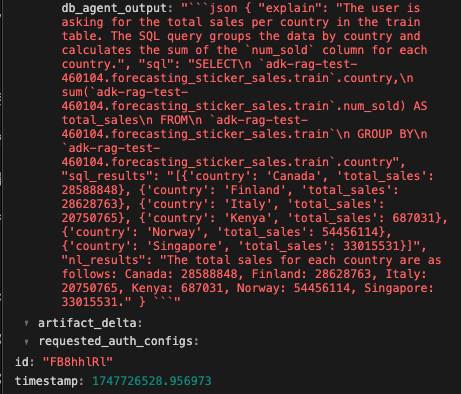 db_agent_output: "```json { "explain": "The user is
asking for the total sales per country in the train
table. The SQL query groups the data by country and
calculates the sum of the `num_sold` column for each
country.", "sql": "SELECT\n `adk-rag-test-
460104.forecasting_sticker_sales.train`.country,\n
sum(`adk-rag-test-
460104.forecasting_sticker_sales.train`.num_sold) AS
total_sales\n FROM\n `adk-rag-test-
460104.forecasting_sticker_sales.train`\n GROUP BY\n
`adk-rag-test-
460104.forecasting_sticker_sales.train`.country",
"sql_results": "[{'country': 'Canada', 'total_sales':
28588848}, {'country': 'Finland', 'total_sales':
28628763}, {'country': 'Italy', 'total_sales':
20750765}, {'country': 'Kenya', 'total_sales': 687031},
{'country': 'Norway', 'total_sales': 54456114},
{'country': 'Singapore', 'total_sales': 33015531}]",
"nl_results": "The total sales for each country are as
follows: Canada: 28588848, Finland: 28628763, Italy:
20750765, Kenya: 687031, Norway: 54456114, Singapore:
33015531." } ```"
artifact_delta:
requested_auth_configs:
id: "FB8hhlRl"
timestamp: 1747726528.956973